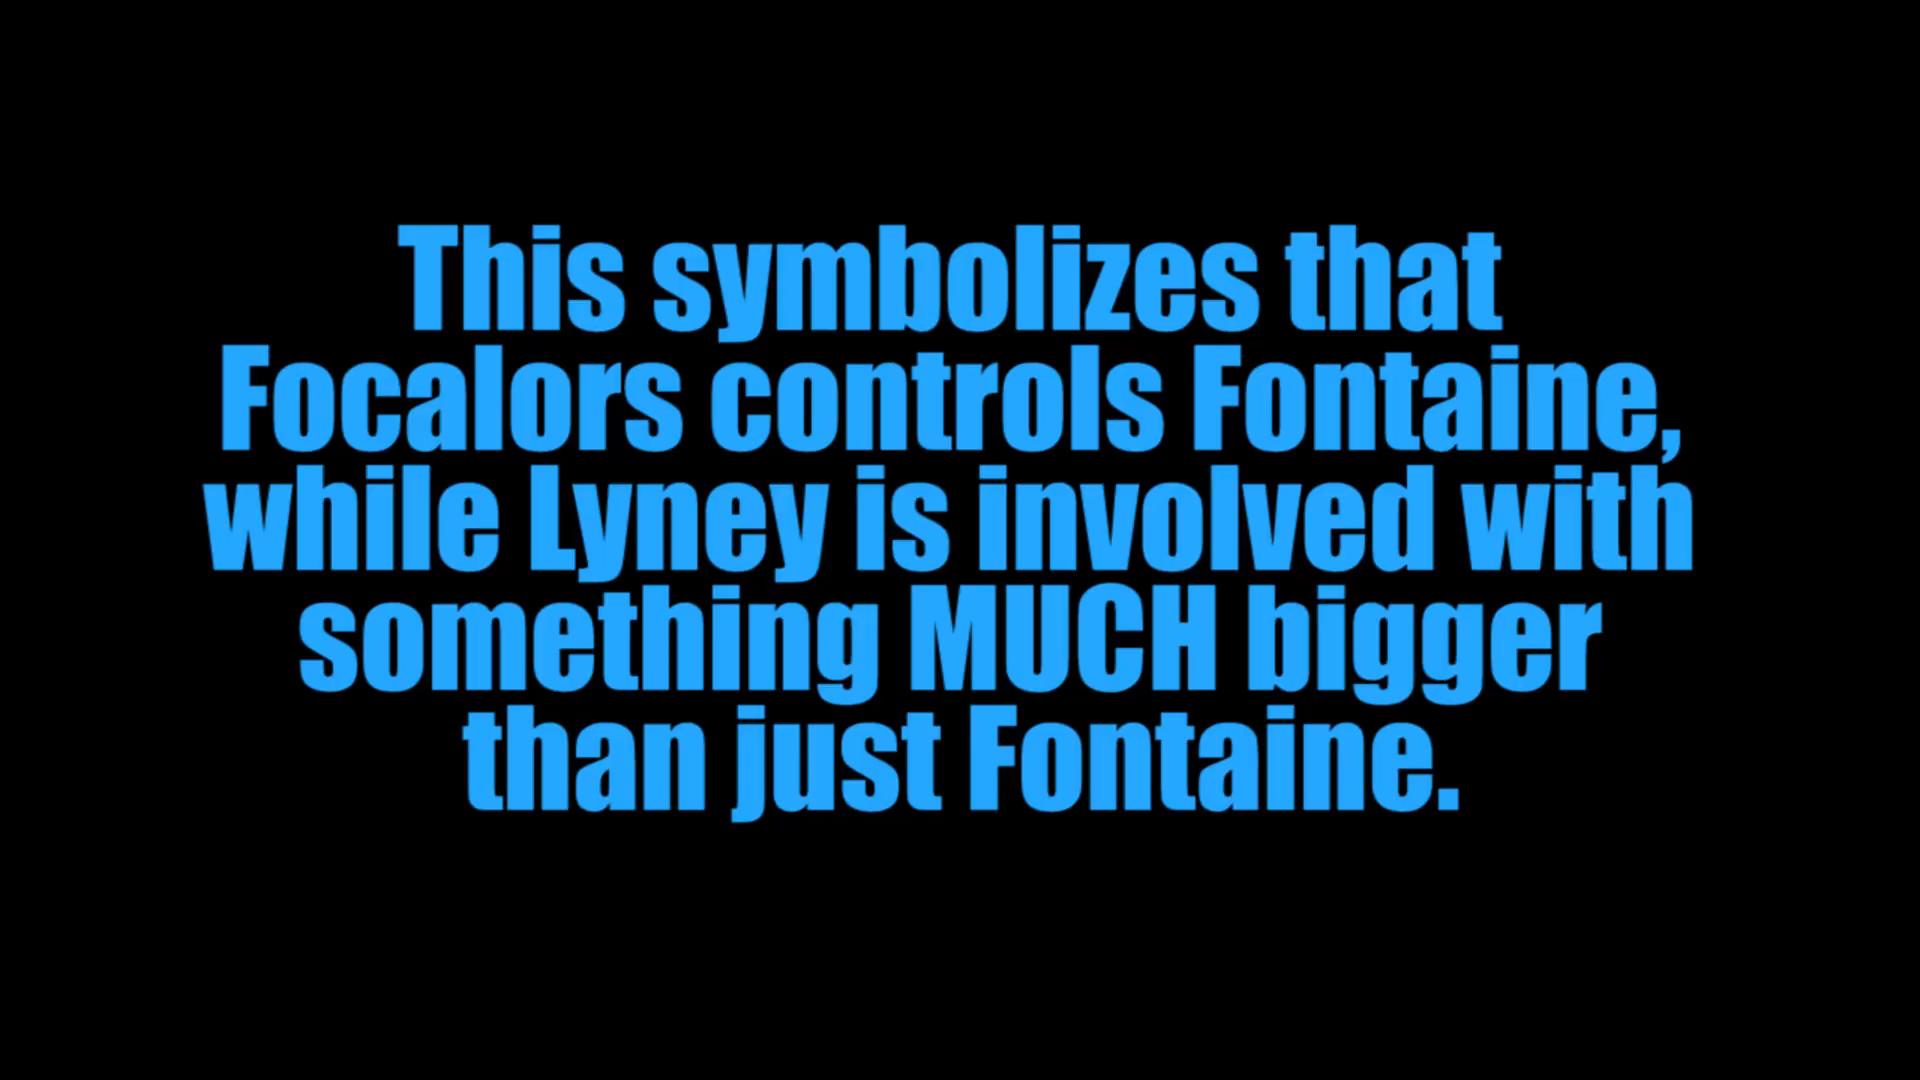 This symbolizes that
Focalors controls Fontaine,
while Lyney is involved with
something MUCH bigger
than just Fontaine.